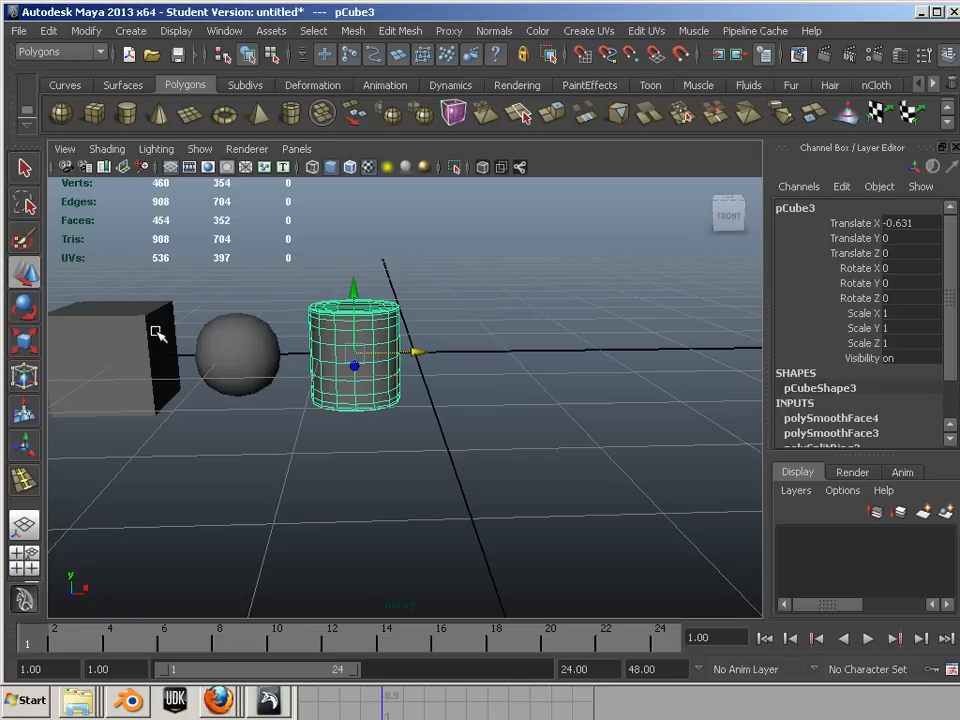 Autodesk Maya 2013 x64 - Student Version: untitled* --- pCube3
File Edit Modify Create Display Window Assets Select Mesh Edit Mesh Proxy Normals Color Create UVs Edit UVs Muscle Pipeline Cache Help
Polygons
Curves Surfaces Polygons Subdivs Deformation Animation Dynamics Rendering PaintEffects Toon Muscle Fluids Fur Hair nCloth
View Shading Lighting Show Renderer Panels
Channel Box / Layer Editor
Channels Edit Object Show
Verts: 460 354 0
Edges: 908 704 0
Faces: 454 352 0
Tris: 908 704 0
UVs: 536 397 0
FRONT
pCube3
Translate X -0.631
Translate Y 0
Translate Z 0
Rotate X 0
Rotate Y 0
Rotate Z 0
Scale X 1
Scale Y 1
Scale Z 1
Visibility on
SHAPES
pCubeShape3
INPUTS
polySmoothFace4
polySmoothFace3
polySplitRing3
Display Render Anim
Layers Options Help
y
x
persp
2 4 6 8 10 12 14 16 18 20 22 24
1
1.00
1.00 1.00 1 24 24.00 48.00 No Anim Layer No Character Set
Start
UDK
0.9
1